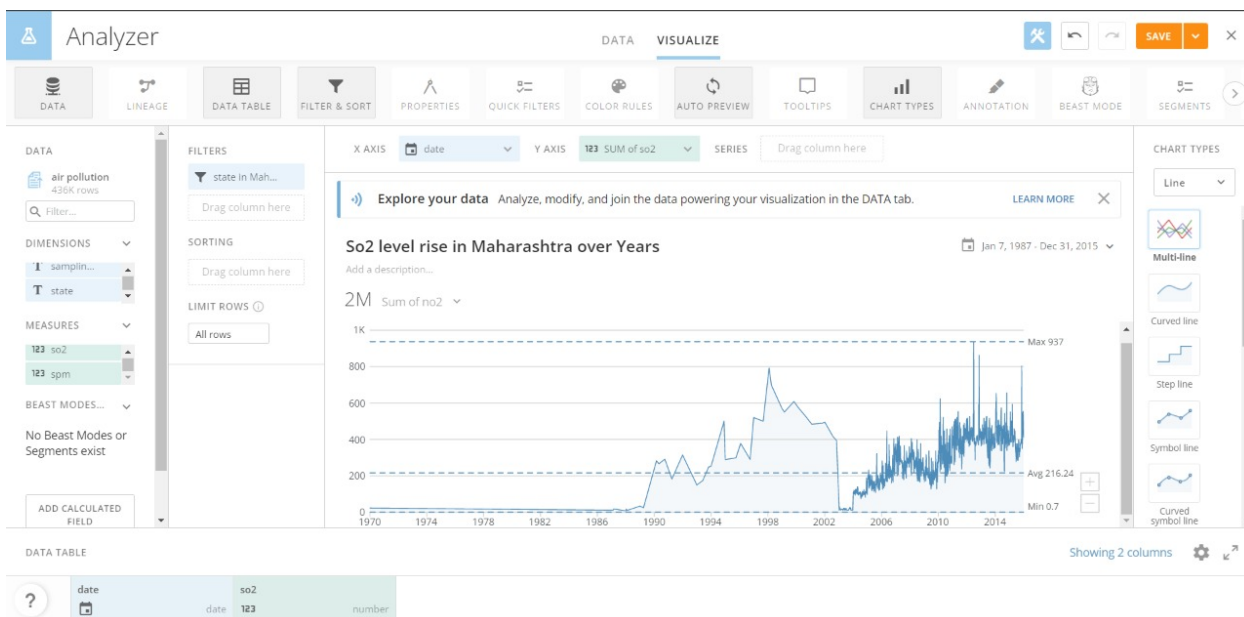 Analyzer
DATA VISUALIZE
SAVE
DATA LINEAGE DATA TABLE FILTER & SORT PROPERTIES QUICK FILTERS COLOR RULES AUTO PREVIEW TOOLTIPS CHART TYPES ANNOTATION BEAST MODE SEGMENTS
DATA
air pollution
436K rows
Filter...
DIMENSIONS
T samplin...
T state
MEASURES
123 so2
123 spm
BEAST MODES...
No Beast Modes or
Segments exist
ADD CALCULATED
FIELD
FILTERS
state in Mah...
Drag column here
SORTING
Drag column here
LIMIT ROWS
All rows
X AXIS date Y AXIS 123 SUM of so2 SERIES Drag column here
Explore your data Analyze, modify, and join the data powering your visualization in the DATA tab. LEARN MORE
So2 level rise in Maharashtra over Years
Jan 7, 1987 - Dec 31, 2015
Add a description...
2M Sum of no2
1K
Max 937
800
600
400
200
Avg 216.24
0
Min 0.7
1970 1974 1978 1982 1986 1990 1994 1998 2002 2006 2010 2014
CHART TYPES
Line
Multi-line
Curved line
Step line
Symbol line
Curved
symbol line
DATA TABLE
Showing 2 columns
?
date so2
date 123 number